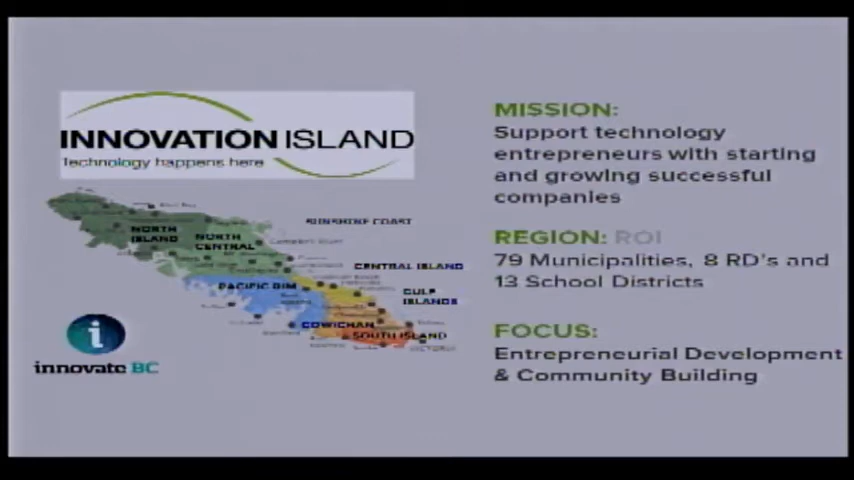 INNOVATION ISLAND
Technology happens here
SUNSHINE COAST
NORTH
ISLAND
NORTH
CENTRAL
CENTRAL ISLAND
PACIFIC RIM
GULF
ISLANDS
COWICHAN
SOUTH ISLAND
VICTORIA
i
innovate BC
MISSION:
Support technology
entrepreneurs with starting
and growing successful
companies
REGION: ROI
79 Municipalities, 8 RD's and
13 School Districts
FOCUS:
Entrepreneurial Development
& Community Building